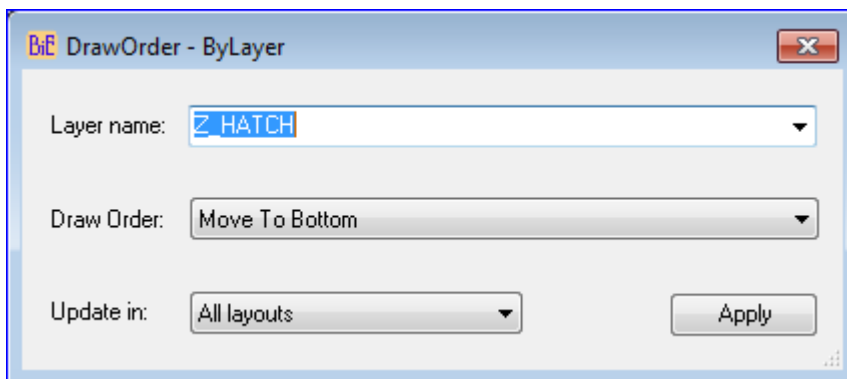 BiE DrawOrder - ByLayer
Layer name: Z_HATCH
Draw Order: Move To Bottom
Update in: All layouts Apply